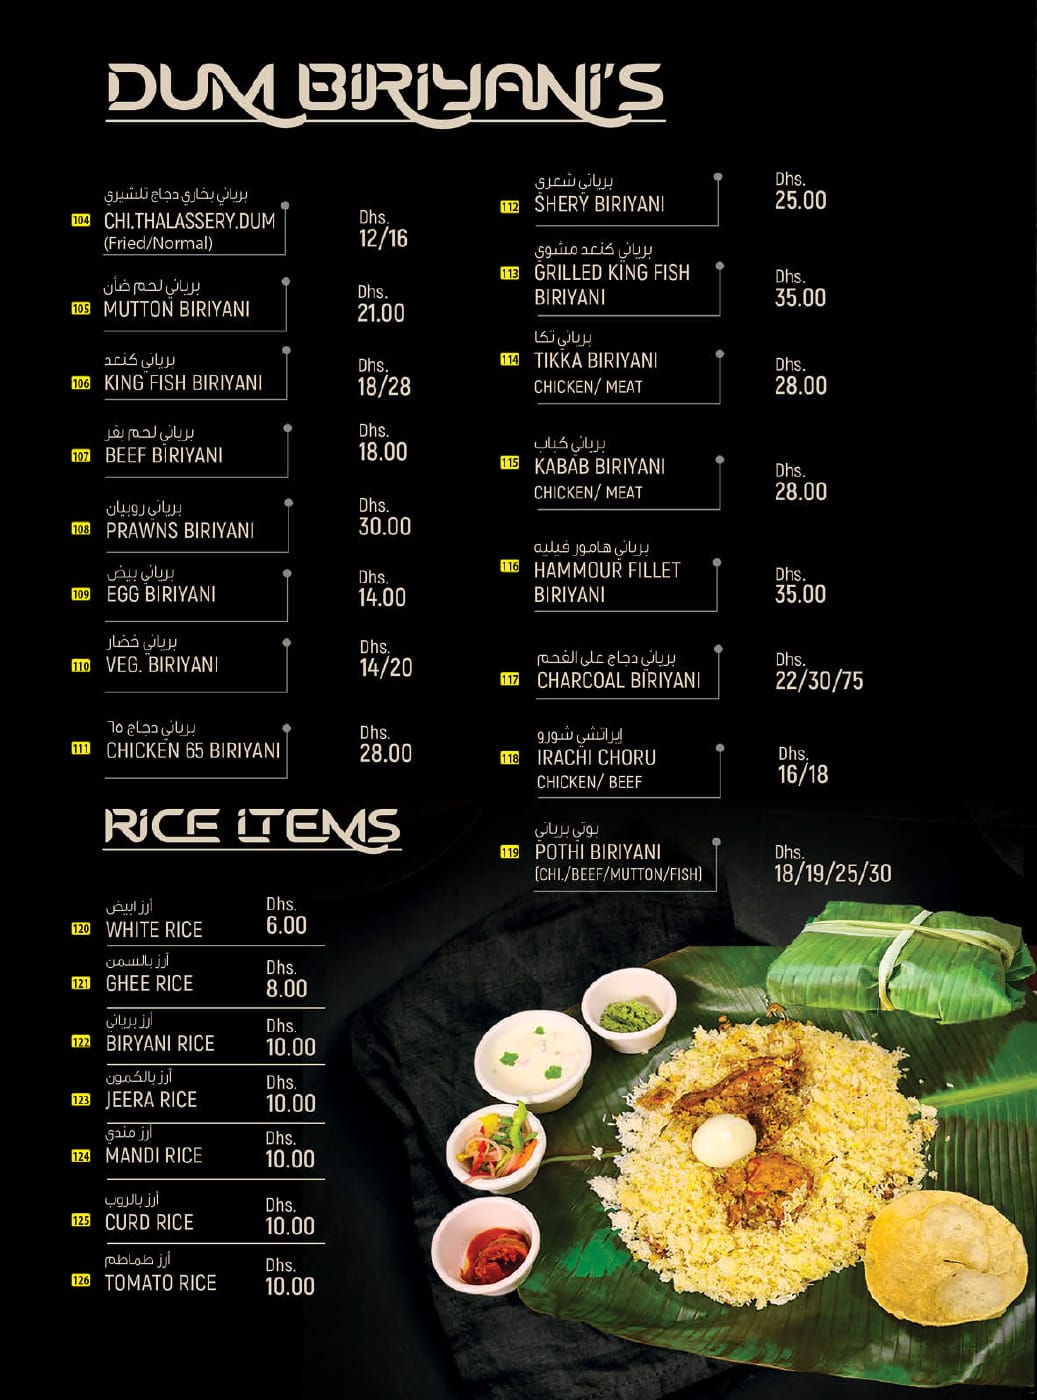 DUM BIRIYANI'S
برياني بخاري دجاج تلشيري
104 CHI.THALASSERY.DUM
(Fried/Normal)
Dhs.
12/16
برياني لحم ضأن
105 MUTTON BIRIYANI
Dhs.
21.00
برياني كنعد
106 KING FISH BIRIYANI
Dhs.
18/28
برياني لحم بقر
107 BEEF BIRIYANI
Dhs.
18.00
برياني روبيان
108 PRAWNS BIRIYANI
Dhs.
30.00
برياني بيض
109 EGG BIRIYANI
Dhs.
14.00
برياني خضار
110 VEG. BIRIYANI
Dhs.
14/20
برياني دجاج ٦٥
111 CHICKEN 65 BIRIYANI
Dhs.
28.00
برياني شعري
112 SHERY BIRIYANI
Dhs.
25.00
برياني كنعد مشوي
113 GRILLED KING FISH
BIRIYANI
Dhs.
35.00
برياني تكا
114 TIKKA BIRIYANI
CHICKEN/ MEAT
Dhs.
28.00
برياني كباب
115 KABAB BIRIYANI
CHICKEN/ MEAT
Dhs.
28.00
برياني هامور فيليه
116 HAMMOUR FILLET
BIRIYANI
Dhs.
35.00
برياني دجاج على الفحم
117 CHARCOAL BIRIYANI
Dhs.
22/30/75
إيراتشي شورو
118 IRACHI CHORU
CHICKEN/ BEEF
Dhs.
16/18
بوتي برياني
119 POTHI BIRIYANI
(CHI./BEEF/MUTTON/FISH)
Dhs.
18/19/25/30
RICE ITEMS
أرز ابيض
120 WHITE RICE
Dhs.
6.00
أرز بالسمن
121 GHEE RICE
Dhs.
8.00
أرز برياني
122 BIRYANI RICE
Dhs.
10.00
أرز بالكمون
123 JEERA RICE
Dhs.
10.00
أرز مندي
124 MANDI RICE
Dhs.
10.00
أرز بالروب
125 CURD RICE
Dhs.
10.00
أرز طماطم
126 TOMATO RICE
Dhs.
10.00